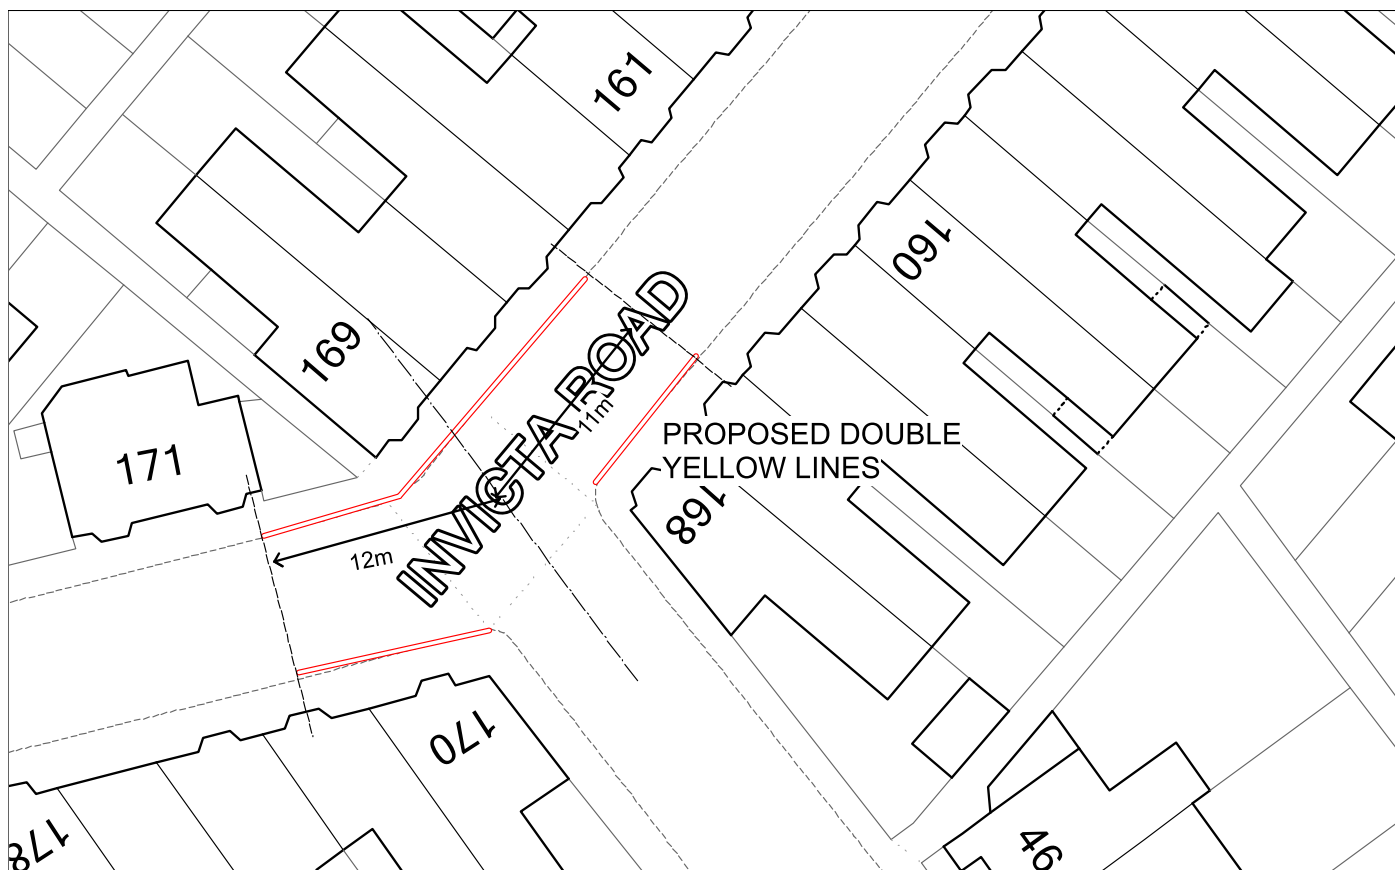 161
160
169
INVICTA ROAD
11m
PROPOSED DOUBLE
YELLOW LINES
171
168
12m
170
178
46